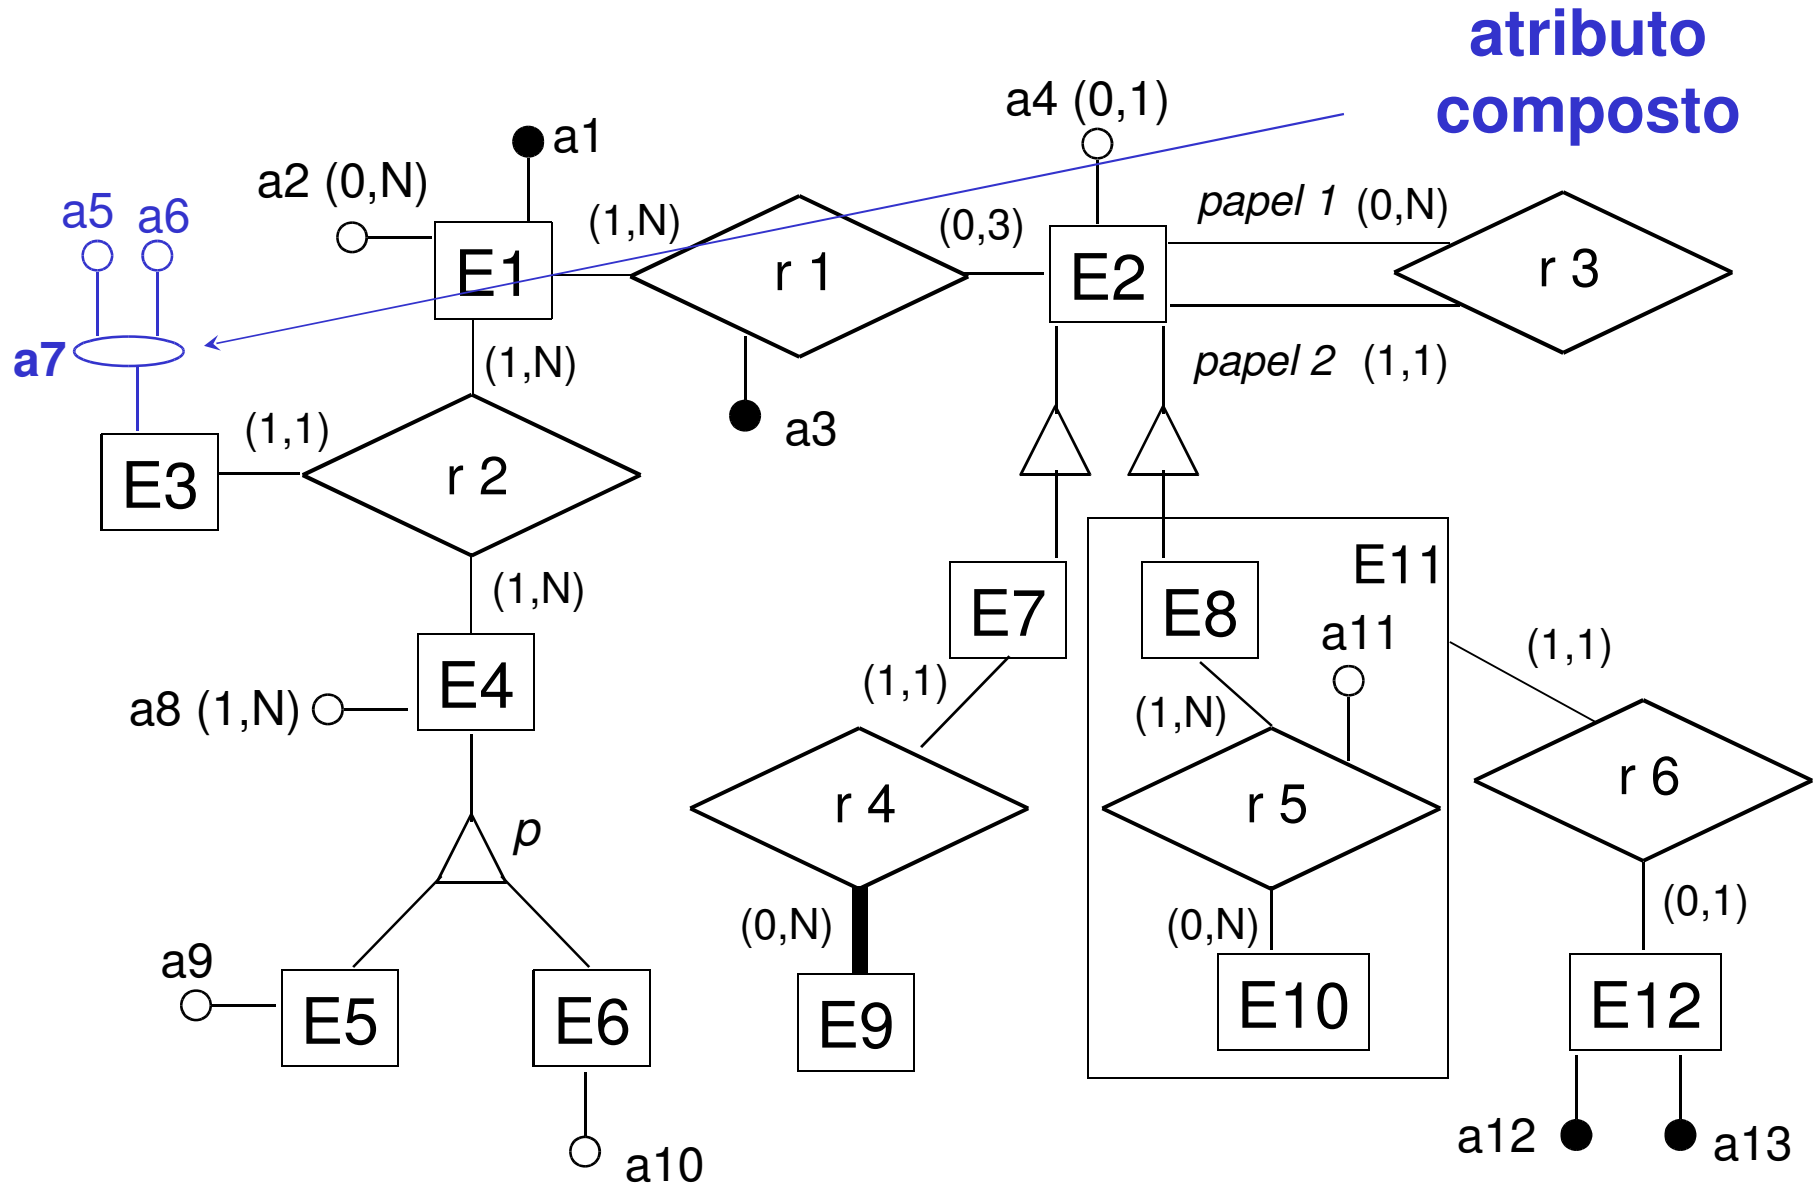 atributo
composto
a4 (0,1)
a1
a2 (0,N)
a5 a6
(1,N)
(0,3)
papel 1 (0,N)
E1
r 1
E2
r 3
a7
(1,N)
papel 2 (1,1)
(1,1)
a3
E3
r 2
(1,N)
E11
E7
E8
a11
(1,1)
E4
(1,1)
a8 (1,N)
(1,N)
r 4
r 5
r 6
p
(0,N)
(0,N)
(0,1)
a9
E5
E6
E9
E10
E12
a12
a13
a10